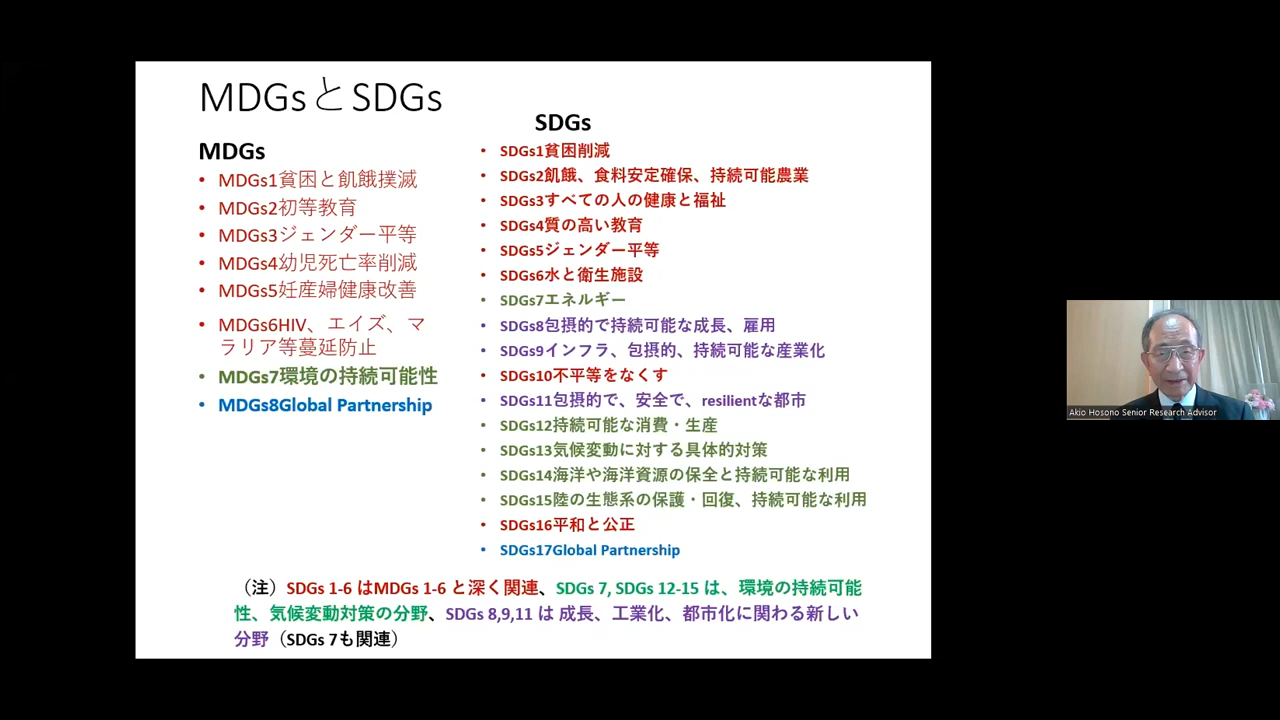 MDGsとSDGs
MDGs
• MDGs1貧困と飢餓撲滅
• MDGs2初等教育
• MDGs3ジェンダー平等
• MDGs4幼児死亡率削減
• MDGs5妊産婦健康改善
• MDGs6HIV、エイズ、マ
ラリア等蔓延防止
• MDGs7環境の持続可能性
• MDGs8Global Partnership
SDGs
• SDGs1貧困削減
• SDGs2飢餓、食料安定確保、持続可能農業
• SDGs3すべての人の健康と福祉
• SDGs4質の高い教育
• SDGs5ジェンダー平等
• SDGs6水と衛生施設
• SDGs7エネルギー
• SDGs8包摂的で持続可能な成長、雇用
• SDGs9インフラ、包摂的、持続可能な産業化
• SDGs10不平等をなくす
• SDGs11包摂的で、安全で、resilientな都市
• SDGs12持続可能な消費・生産
• SDGs13気候変動に対する具体的対策
• SDGs14海洋や海洋資源の保全と持続可能な利用
• SDGs15陸の生態系の保護・回復、持続可能な利用
• SDGs16平和と公正
• SDGs17Global Partnership
（注）SDGs 1-6 はMDGs 1-6 と深く関連、SDGs 7, SDGs 12-15 は、環境の持続可能
性、気候変動対策の分野、SDGs 8,9,11 は 成長、工業化、都市化に関わる新しい
分野（SDGs 7も関連）
Akio Hosono Senior Research Advisor